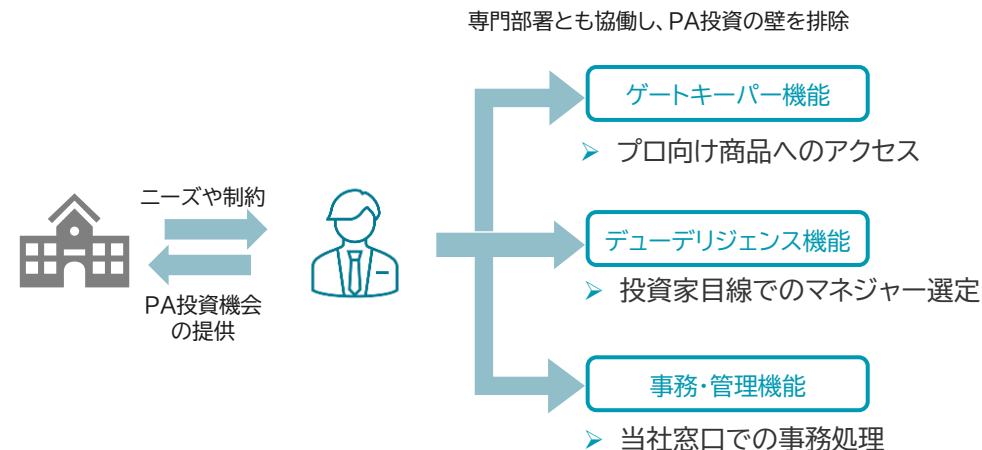 専門部署とも協働し、PA投資の壁を排除
ゲートキーパー機能
➢ プロ向け商品へのアクセス
ニーズや制約
PA投資機会
の提供
デューデリジェンス機能
➢ 投資家目線でのマネジャー選定
事務・管理機能
➢ 当社窓口での事務処理